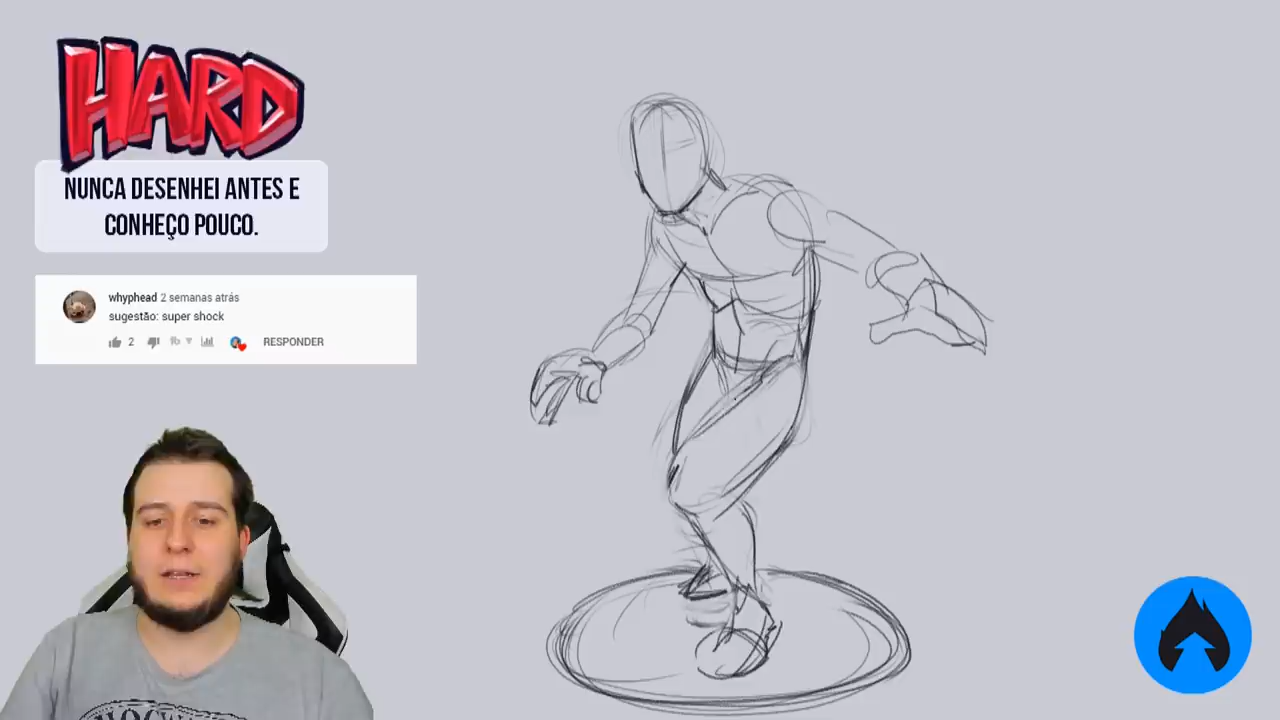 HARD
NUNCA DESENHEI ANTES E
CONHEÇO POUCO.
whyphead 2 semanas atrás
sugestão: super shock
2 RESPONDER